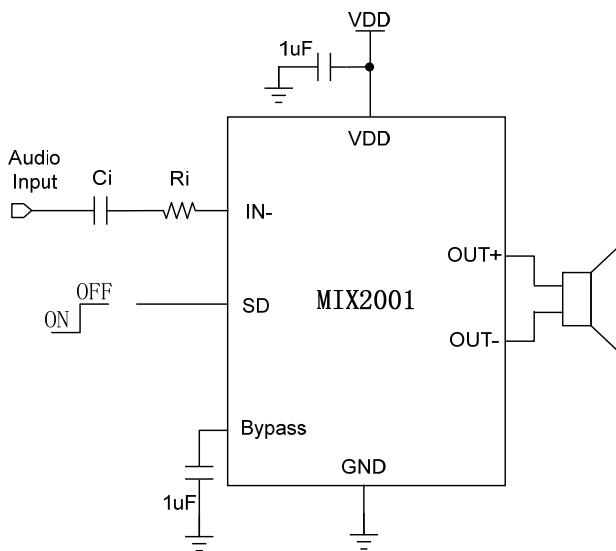 VDD
1uF
VDD
Audio
Input
Ci
Ri
IN-
OUT+
OFF
ON
SD
MIX2001
OUT-
Bypass
GND
1uF